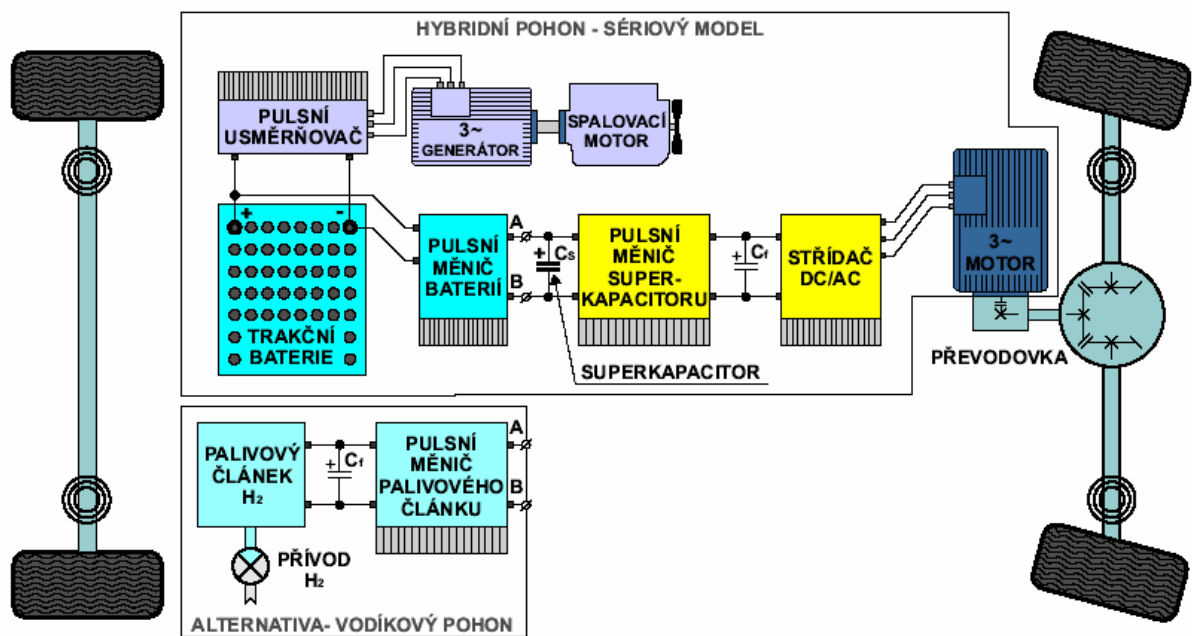 HYBRIDNÍ POHON - SÉRIOVÝ MODEL
PULSNÍ
USMĚRŇOVAČ
3~
GENERÁTOR
SPALOVACÍ
MOTOR
+ -
TRAKČNÍ
BATERIE
PULSNÍ
MĚNIČ
BATERIÍ
A
B
+ Cs
PULSNÍ
MĚNIČ
SUPER-
KAPACITORU
+ Cf
STŘÍDAČ
DC/AC
3~
MOTOR
PŘEVODOVKA
SUPERKAPACITOR
PALIVOVÝ
ČLÁNEK
H2
+ Cf
PULSNÍ
MĚNIČ
PALIVOVÉHO
ČLÁNKU
A
B
PŘÍVOD
H2
ALTERNATIVA- VODÍKOVÝ POHON